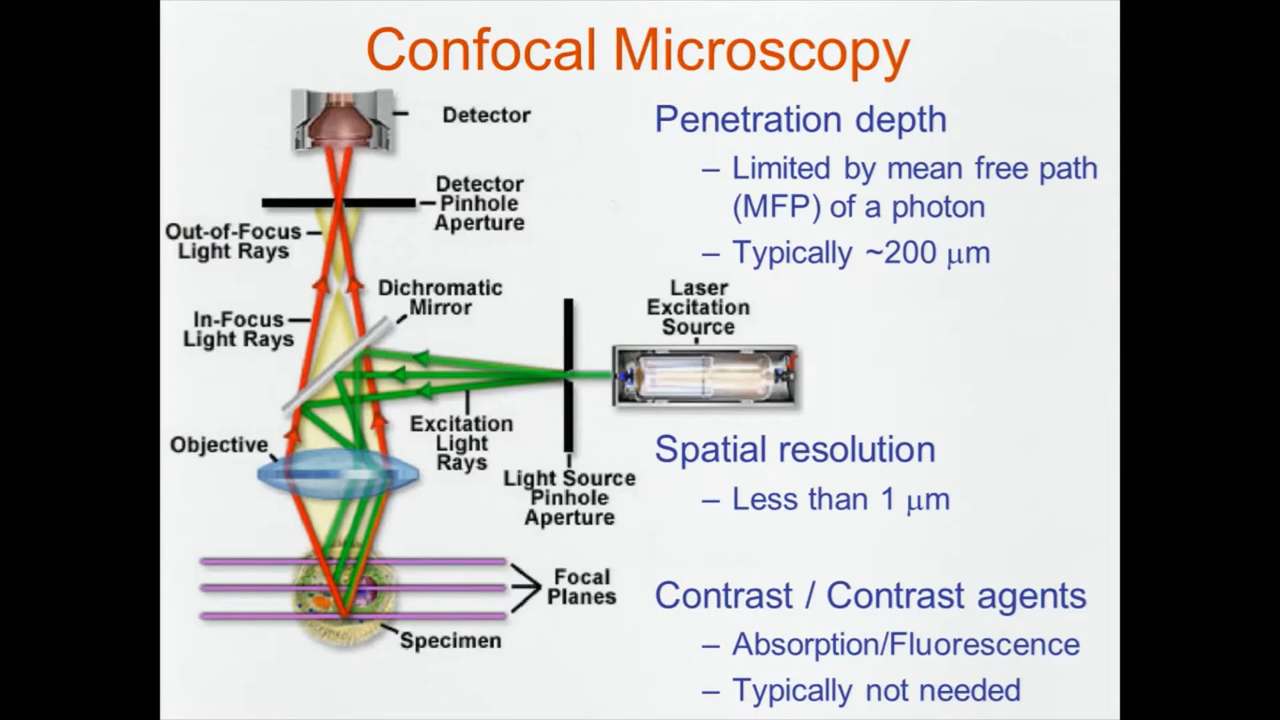 Confocal Microscopy
Detector
Detector
Pinhole
Aperture
Out-of-Focus
Light Rays
Dichromatic
Mirror
In-Focus
Light Rays
Laser
Excitation
Source
Excitation
Light
Rays
Objective
Light Source
Pinhole
Aperture
Focal
Planes
Specimen
Penetration depth
– Limited by mean free path
(MFP) of a photon
– Typically ~200 μm
Spatial resolution
– Less than 1 μm
Contrast / Contrast agents
– Absorption/Fluorescence
– Typically not needed